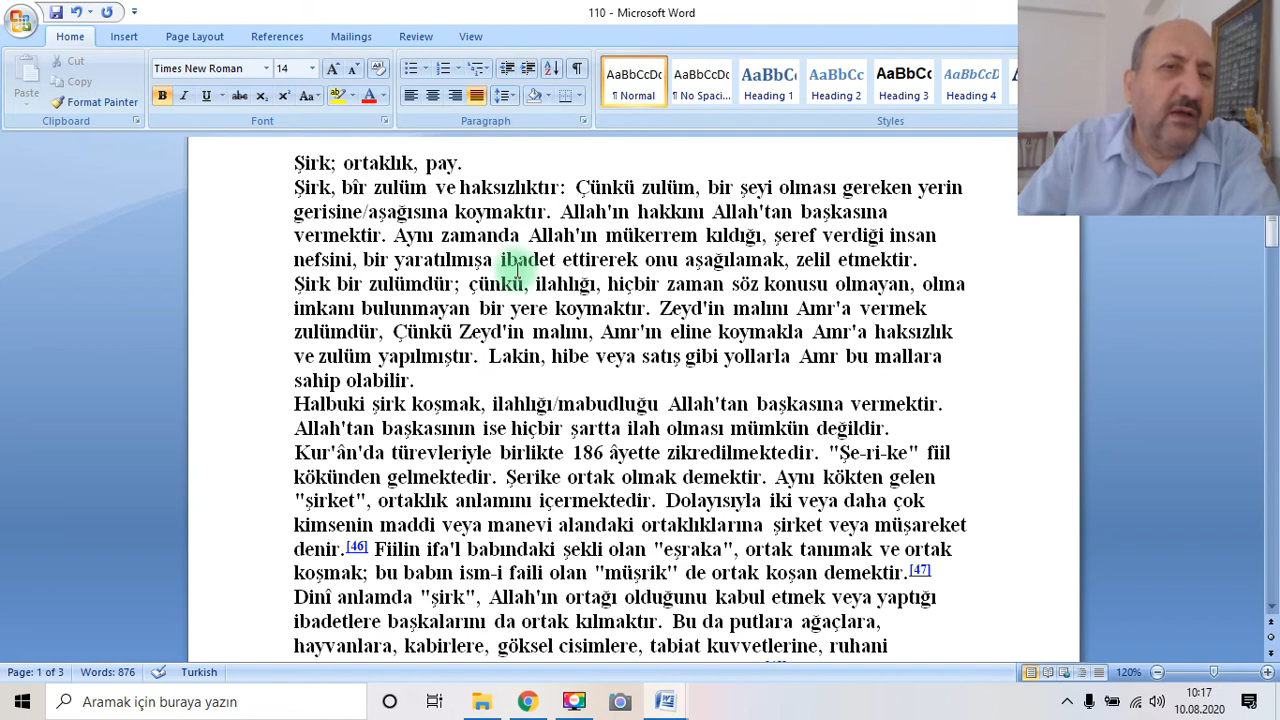 110 - Microsoft Word
Home Insert Page Layout References Mailings Review View
Paste
Cut
Copy
Format Painter
Clipboard
Times New Roman 14
B I U abc x₂ x² Aa A
Font
Paragraph
AaBbCcDc AaBbCcDc AaBbCc AaBbCc AaBbCc AaBbCcD
¶ Normal ¶ No Spaci... Heading 1 Heading 2 Heading 3 Heading 4
Styles
Şirk; ortaklık, pay.
Şirk, bîr zulüm ve haksızlıktır: Çünkü zulüm, bir şeyi olması gereken yerin
gerisine/aşağısına koymaktır. Allah'ın hakkını Allah'tan başkasına
vermektir. Aynı zamanda Allah'ın mükerrem kıldığı, şeref verdiği insan
nefsini, bir yaratılmışa ibadet ettirerek onu aşağılamak, zelil etmektir.
Şirk bir zulümdür; çünkü, ilahlığı, hiçbir zaman söz konusu olmayan, olma
imkanı bulunmayan bir yere koymaktır. Zeyd'in malını Amr'a vermek
zulümdür, Çünkü Zeyd'in malını, Amr'ın eline koymakla Amr'a haksızlık
ve zulüm yapılmıştır. Lakin, hibe veya satış gibi yollarla Amr bu mallara
sahip olabilir.
Halbuki şirk koşmak, ilahlığı/mabudluğu Allah'tan başkasına vermektir.
Allah'tan başkasının ise hiçbir şartta ilah olması mümkün değildir.
Kur'ân'da türevleriyle birlikte 186 âyette zikredilmektedir. "Şe-ri-ke" fiil
kökünden gelmektedir. Şerike ortak olmak demektir. Aynı kökten gelen
"şirket", ortaklık anlamını içermektedir. Dolayısıyla iki veya daha çok
kimsenin maddi veya manevi alandaki ortaklıklarına şirket veya müşareket
denir.[46] Fiilin ifa'l babındaki şekli olan "eşraka", ortak tanımak ve ortak
koşmak; bu babın ism-i faili olan "müşrik" de ortak koşan demektir.[47]
Dinî anlamda "şirk", Allah'ın ortağı olduğunu kabul etmek veya yaptığı
ibadetlere başkalarını da ortak kılmaktır. Bu da putlara ağaçlara,
hayvanlara, kabirlere, göksel cisimlere, tabiat kuvvetlerine, ruhani
Page: 1 of 3 Words: 876 Turkish 120%
Aramak için buraya yazın
10:17
10.08.2020